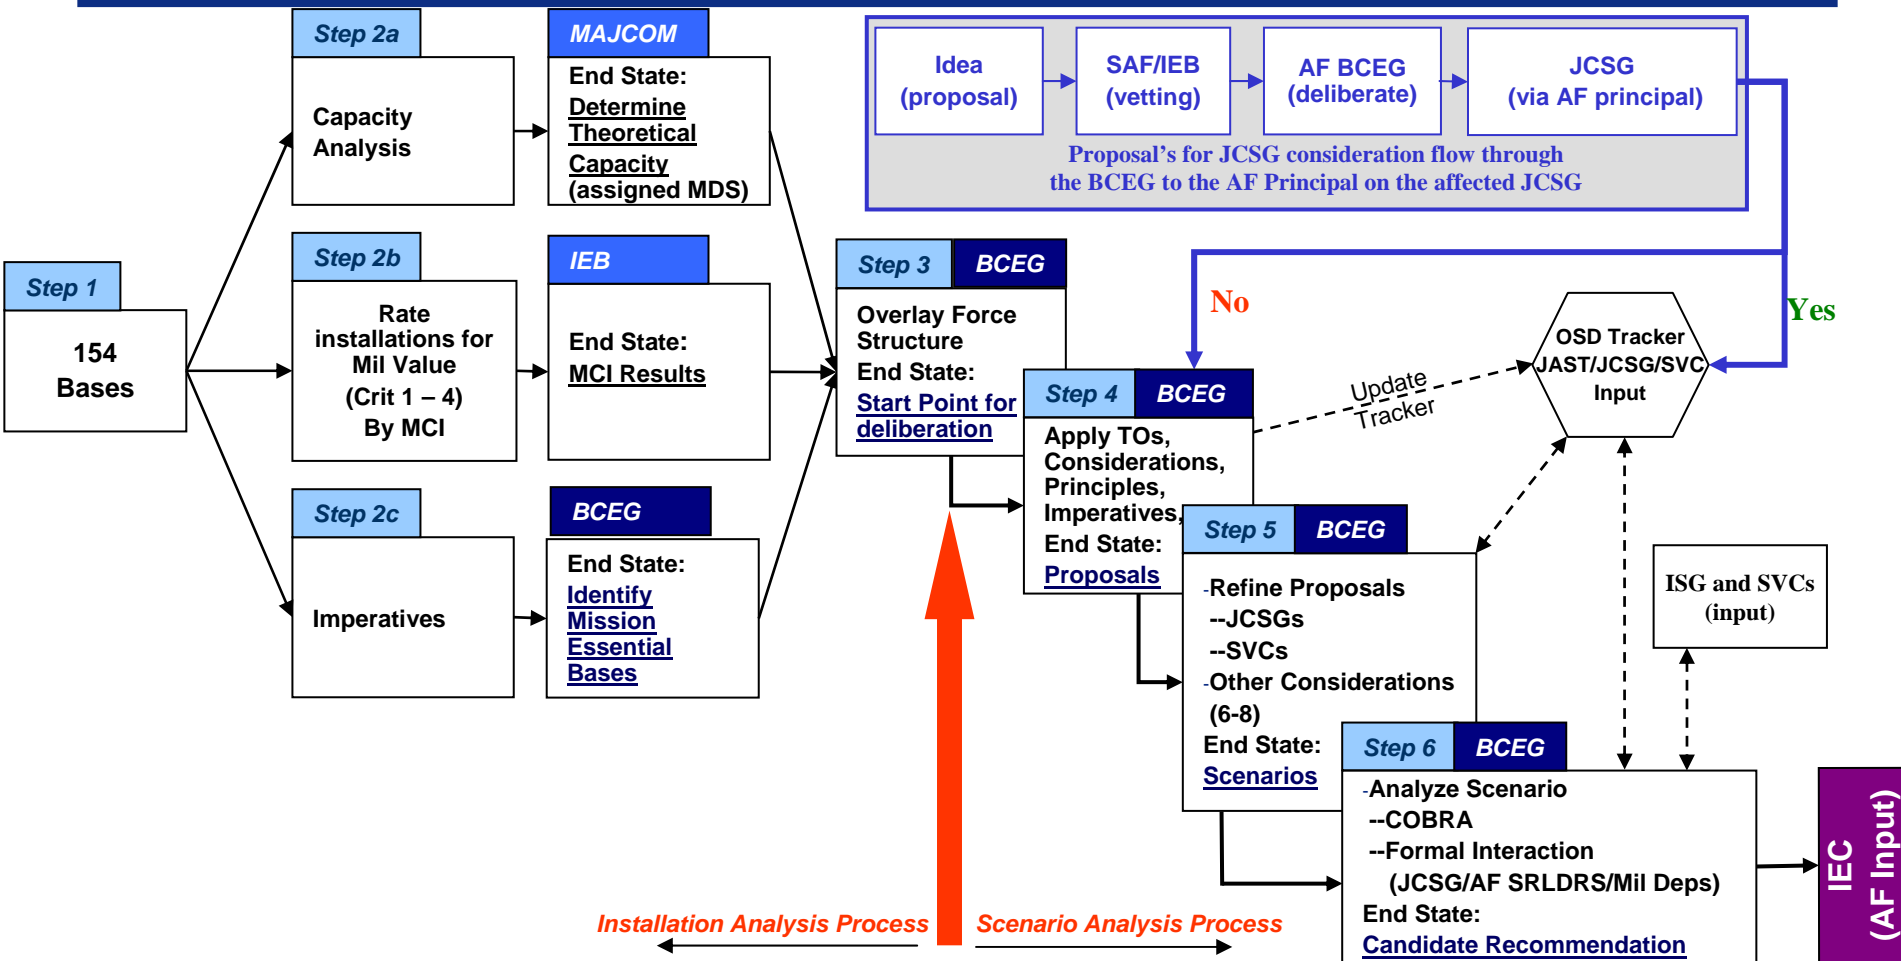 Step 2a
MAJCOM
Capacity
Analysis
End State:
Determine
Theoretical
Capacity
(assigned MDS)
Idea
(proposal)
SAF/IEB
(vetting)
AF BCEG
(deliberate)
JCSG
(via AF principal)
Proposal's for JCSG consideration flow through
the BCEG to the AF Principal on the affected JCSG
Step 1
154
Bases
Step 2b
IEB
Rate
installations for
Mil Value
(Crit 1 – 4)
By MCI
End State:
MCI Results
Step 2c
BCEG
Imperatives
End State:
Identify
Mission
Essential
Bases
Step 3
BCEG
Overlay Force
Structure
End State:
Start Point for
deliberation
No
Yes
Step 4
BCEG
Apply TOs,
Considerations,
Principles,
Imperatives,
End State:
Proposals
Update
Tracker
OSD Tracker
JAST/JCSG/SVC
Input
Step 5
BCEG
-Refine Proposals
--JCSGs
--SVCs
-Other Considerations
(6-8)
End State:
Scenarios
ISG and SVCs
(input)
Step 6
BCEG
-Analyze Scenario
--COBRA
--Formal Interaction
(JCSG/AF SRLDRS/Mil Deps)
End State:
Candidate Recommendation
IEC
(AF Input)
Installation Analysis Process
Scenario Analysis Process